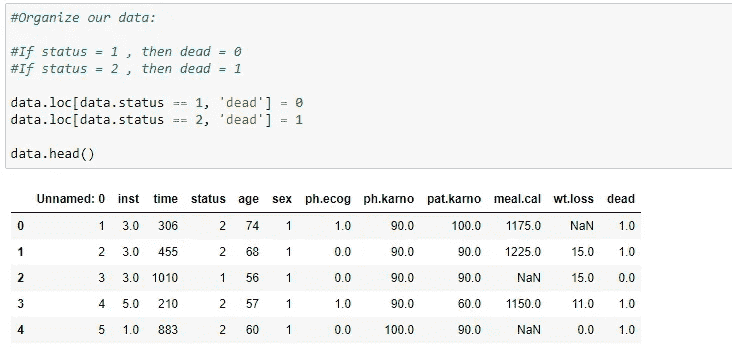 #Organize our data:
#If status = 1 , then dead = 0
#If status = 2 , then dead = 1
data.loc[data.status == 1, 'dead'] = 0
data.loc[data.status == 2, 'dead'] = 1
data.head()
Unnamed: 0 inst time status age sex ph.ecog ph.karno pat.karno meal.cal wt.loss dead
0 1 3.0 306 2 74 1 1.0 90.0 100.0 1175.0 NaN 1.0
1 2 3.0 455 2 68 1 0.0 90.0 90.0 1225.0 15.0 1.0
2 3 3.0 1010 1 56 1 0.0 90.0 90.0 NaN 15.0 0.0
3 4 5.0 210 2 57 1 1.0 90.0 60.0 1150.0 11.0 1.0
4 5 1.0 883 2 60 1 0.0 100.0 90.0 NaN 0.0 1.0